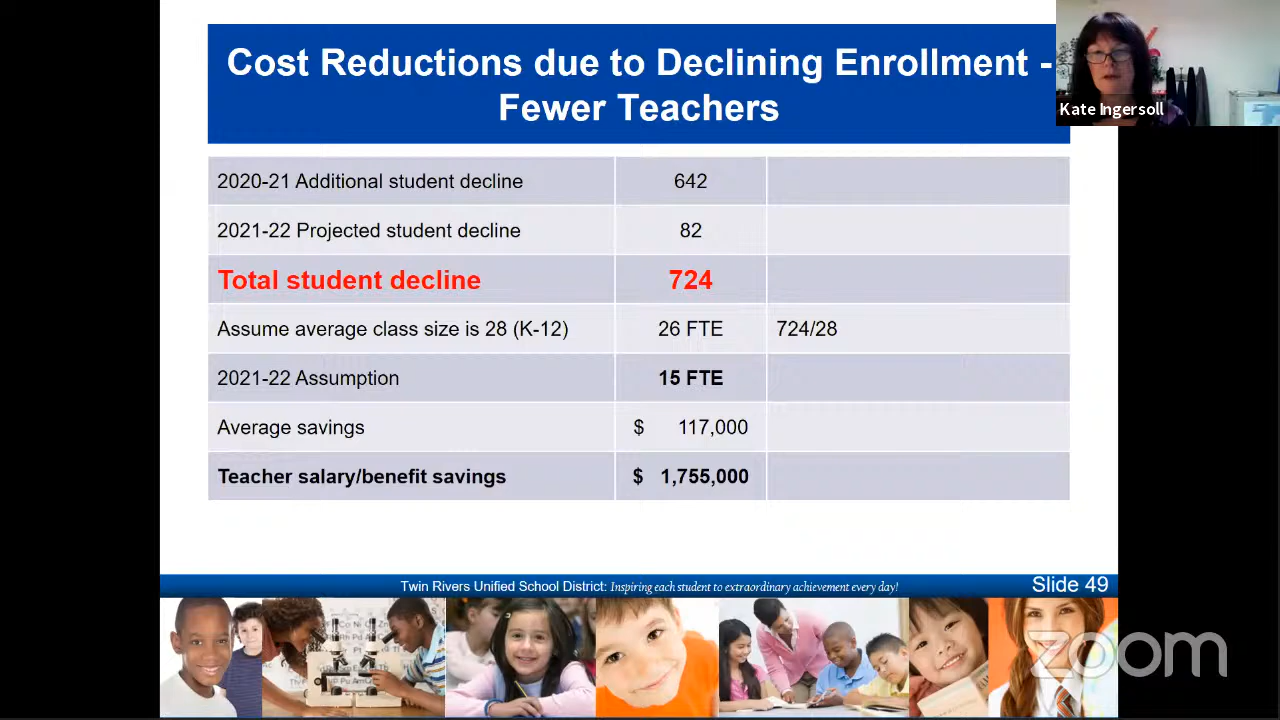 Cost Reductions due to Declining Enrollment -
Fewer Teachers
Kate Ingersoll
2020-21 Additional student decline 642
2021-22 Projected student decline 82
Total student decline 724
Assume average class size is 28 (K-12) 26 FTE 724/28
2021-22 Assumption 15 FTE
Average savings $ 117,000
Teacher salary/benefit savings $ 1,755,000
Twin Rivers Unified School District: Inspiring each student to extraordinary achievement every day!
Slide 49
zoom